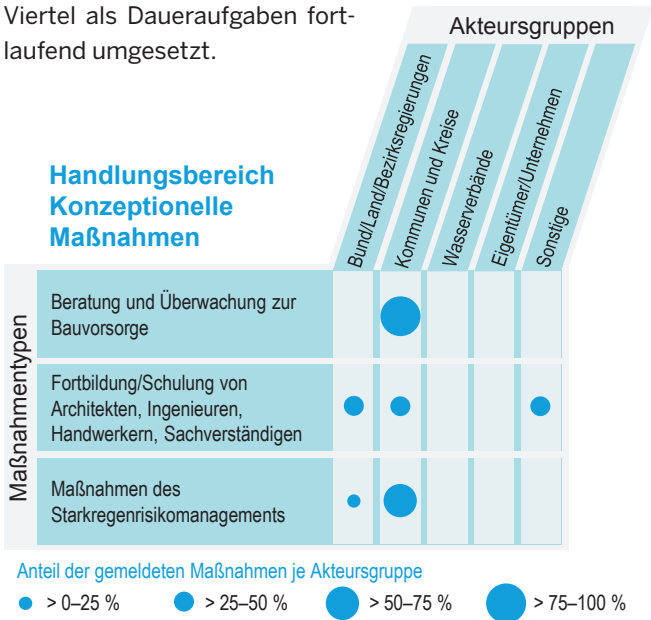 Viertel als Daueraufgaben fort-
laufend umgesetzt.
Akteursgruppen
Bund/Land/Bezirksregierungen
Kommunen und Kreise
Wasserverbände
Eigentümer/Unternehmen
Sonstige
Handlungsbereich
Konzeptionelle
Maßnahmen
Maßnahmentypen
Beratung und Überwachung zur
Bauvorsorge
Fortbildung/Schulung von
Architekten, Ingenieuren,
Handwerkern, Sachverständigen
Maßnahmen des
Starkregenrisikomanagements
Anteil der gemeldeten Maßnahmen je Akteursgruppe
> 0–25 % > 25–50 % > 50–75 % > 75–100 %